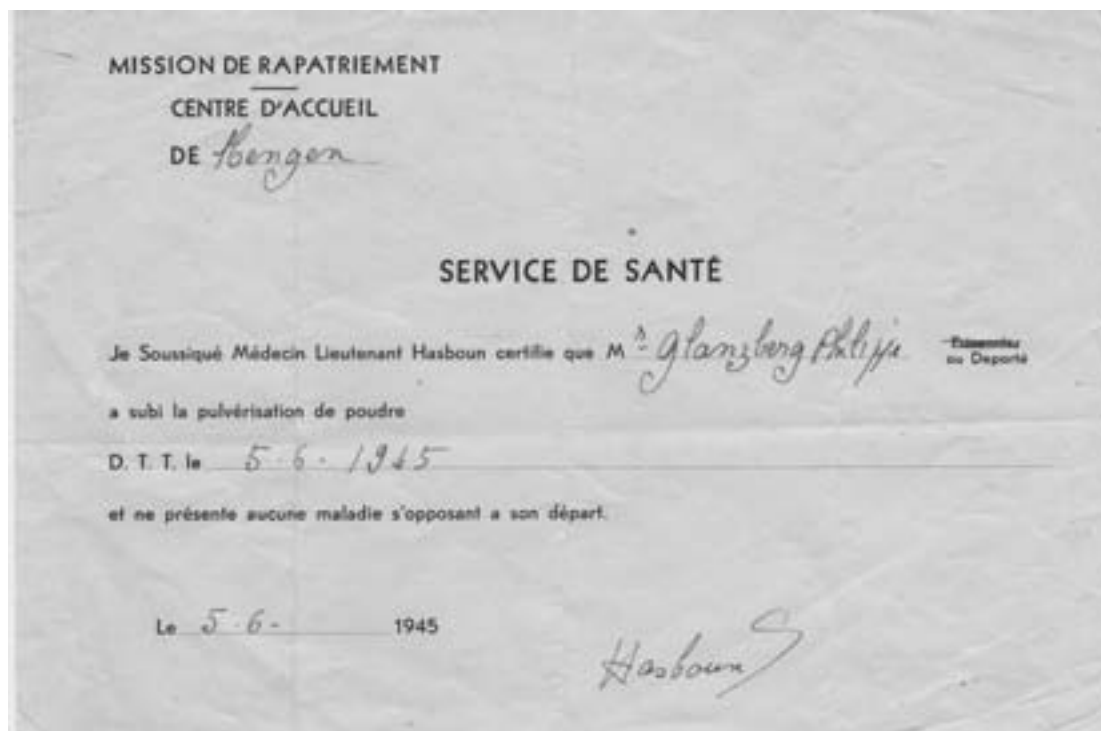 MISSION DE RAPATRIEMENT
CENTRE D'ACCUEIL
DE Mengen
SERVICE DE SANTÉ
Je Soussiqué Médecin Lieutenant Hasboun certifie que M r Glanzberg Philippe
ou Deporté
a subi la pulvérisation de poudre
D. T. T. le 5-6-1945
et ne présente aucune maladie s'opposant a son départ.
Le 5-6- 1945
Hasboun